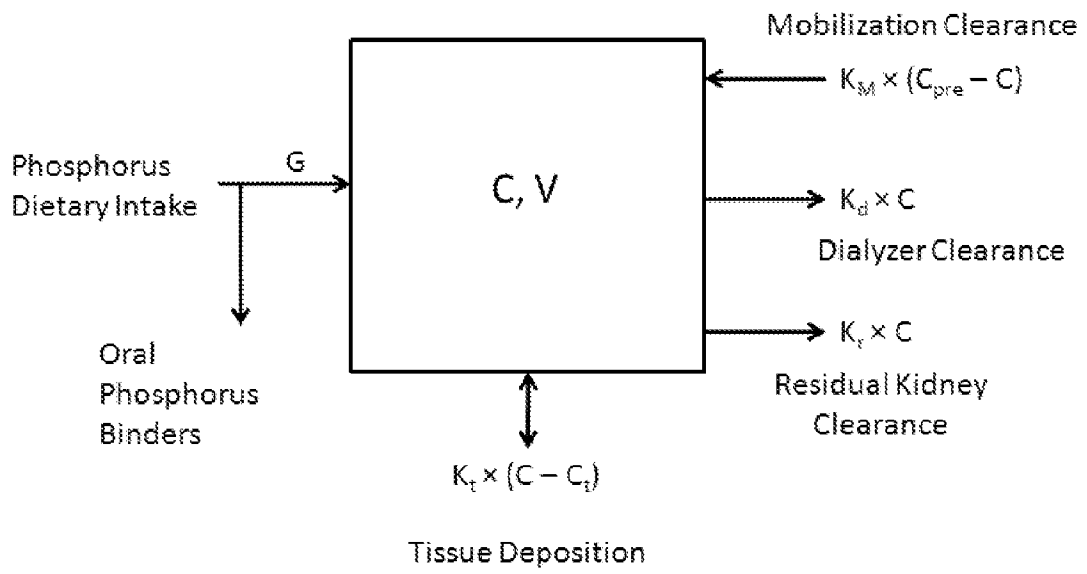 Mobilization Clearance
K_M × (C_pre – C)
Phosphorus
Dietary Intake
G
C, V
K_d × C
Dialyzer Clearance
K_r × C
Residual Kidney
Clearance
Oral
Phosphorus
Binders
K_t × (C – C_t)
Tissue Deposition